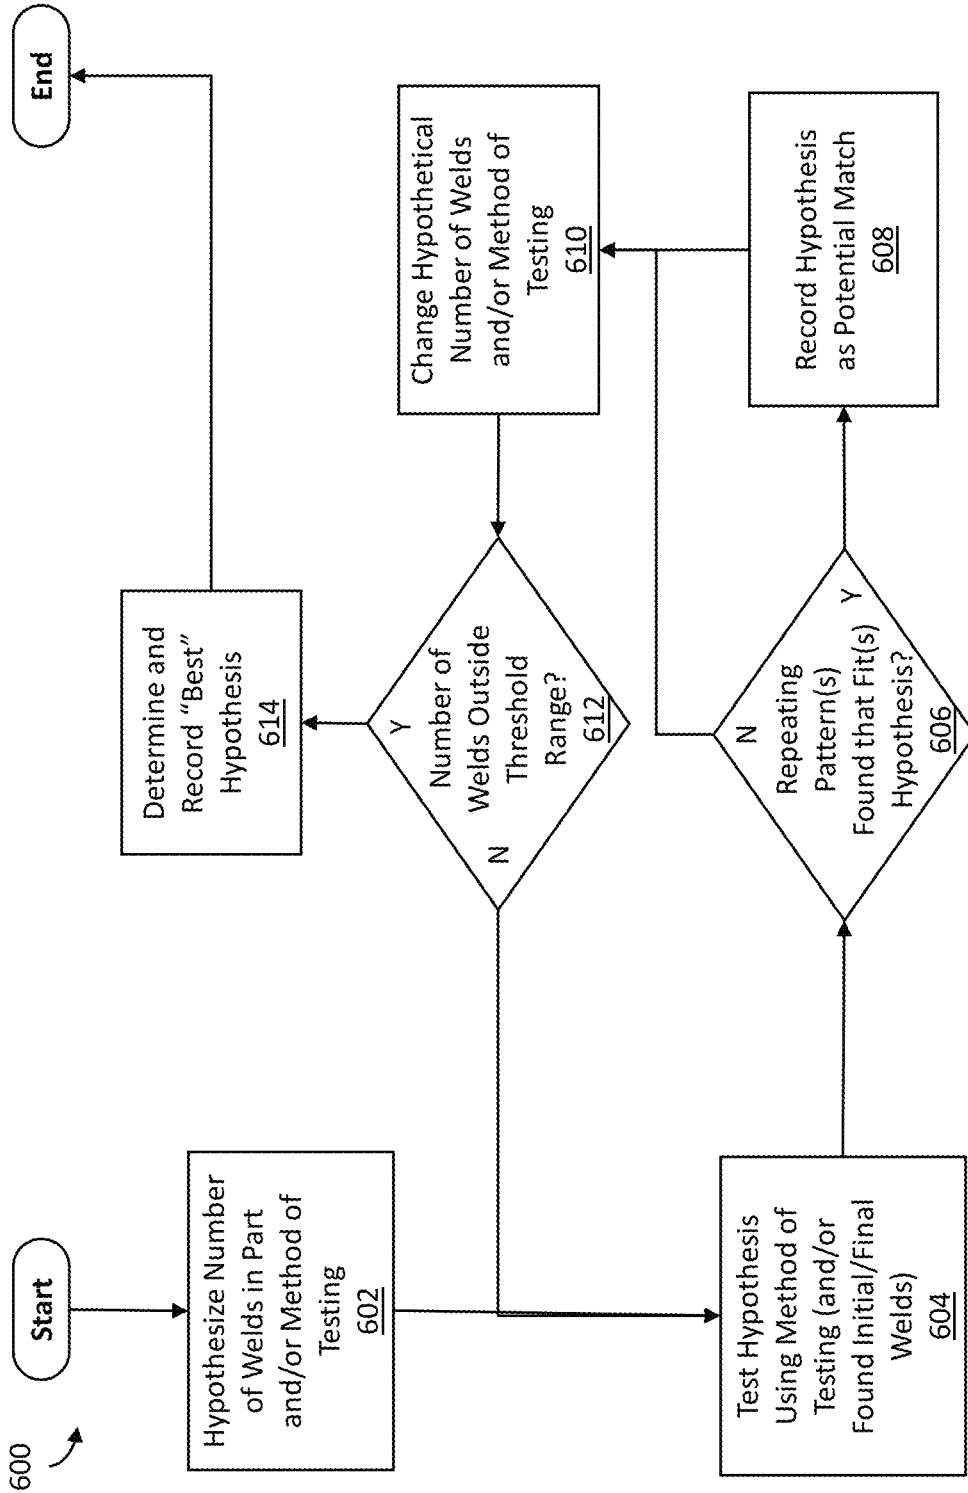 600
Start
Hypothesize Number
of Welds in Part
and/or Method of
Testing
602
Test Hypothesis
Using Method of
Testing (and/or
Found Initial/Final
Welds)
604
Repeating
Pattern(s)
Found that Fit(s)
Hypothesis?
606
N
Y
Record Hypothesis
as Potential Match
608
Change Hypothetical
Number of Welds
and/or Method of
Testing
610
Number of
Welds Outside
Threshold
Range?
612
N
Y
Determine and
Record “Best”
Hypothesis
614
End